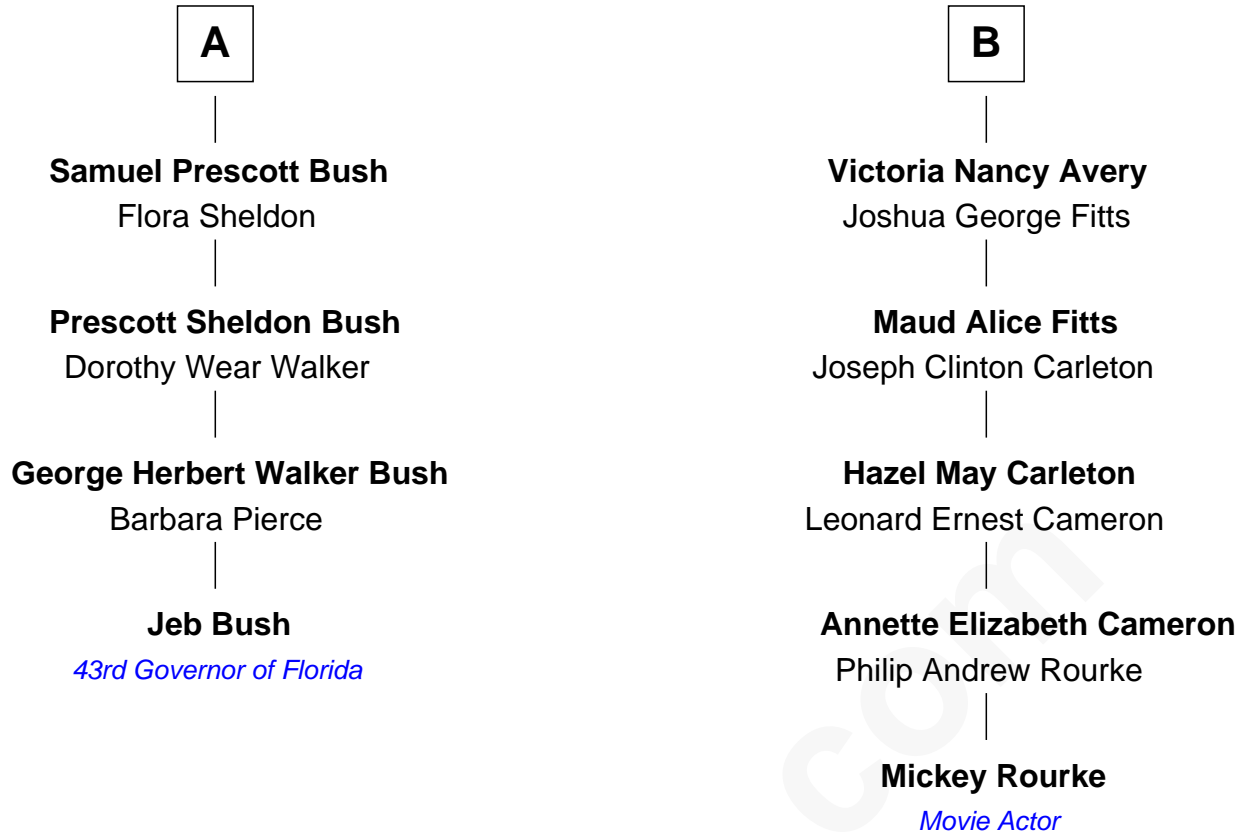 A
Samuel Prescott Bush
Flora Sheldon
Prescott Sheldon Bush
Dorothy Wear Walker
George Herbert Walker Bush
Barbara Pierce
Jeb Bush
43rd Governor of Florida
B
Victoria Nancy Avery
Joshua George Fitts
Maud Alice Fitts
Joseph Clinton Carleton
Hazel May Carleton
Leonard Ernest Cameron
Annette Elizabeth Cameron
Philip Andrew Rourke
Mickey Rourke
Movie Actor
com